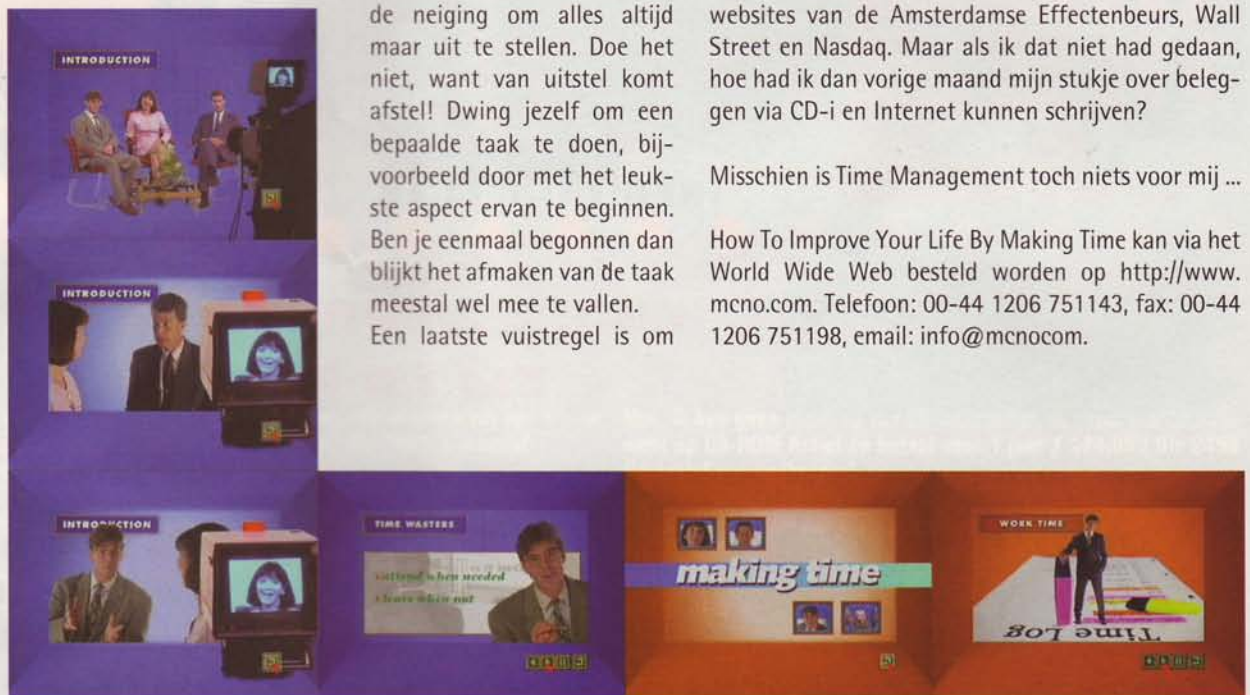 INTRODUCTION
INTRODUCTION
de neiging om alles altijd
maar uit te stellen. Doe het
niet, want van uitstel komt
afstel! Dwing jezelf om een
bepaalde taak te doen, bij-
voorbeeld door met het leuk-
ste aspect ervan te beginnen.
Ben je eenmaal begonnen dan
blijkt het afmaken van de taak
meestal wel mee te vallen.
Een laatste vuistregel is om
websites van de Amsterdamse Effectenbeurs, Wall
Street en Nasdaq. Maar als ik dat niet had gedaan,
hoe had ik dan vorige maand mijn stukje over beleg-
gen via CD-i en Internet kunnen schrijven?
Misschien is Time Management toch niets voor mij ...
How To Improve Your Life By Making Time kan via het
World Wide Web besteld worden op http://www.
mcno.com. Telefoon: 00-44 1206 751143, fax: 00-44
1206 751198, email: info@mcnocom.
INTRODUCTION
TIME WASTERS
attend when needed
leave when not
making time
WORK TIME
Time Log